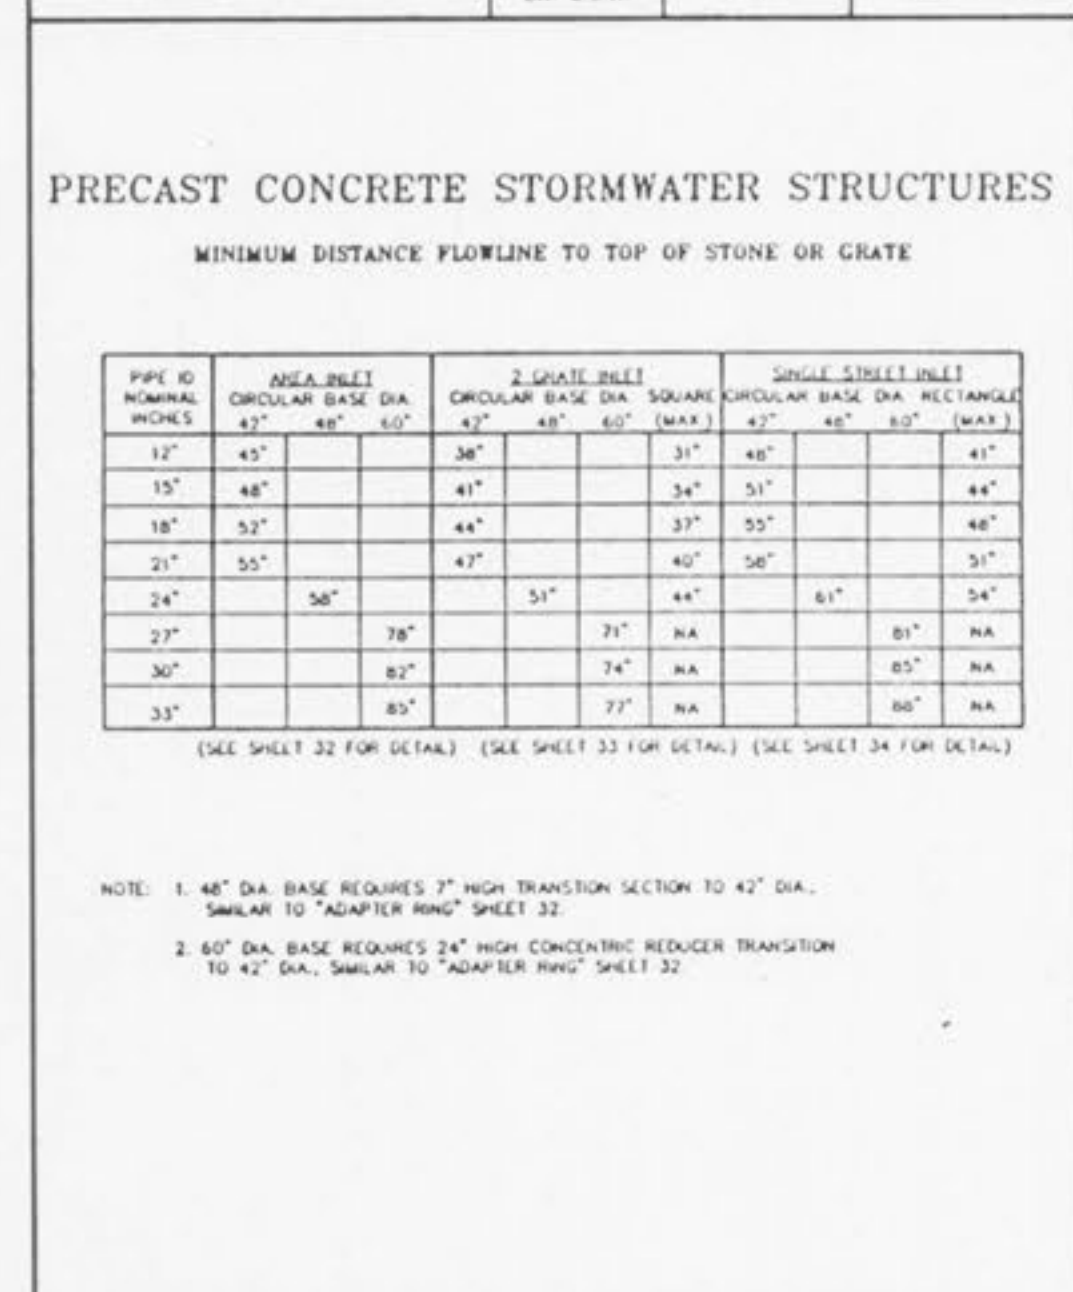 PRECAST CONCRETE STORMWATER STRUCTURES
MINIMUM DISTANCE FLOWLINE TO TOP OF STONE OR GRATE
PIPE ID AREA INLET 2 GRATE INLET SINGLE STREET INLET
NOMINAL CIRCULAR BASE DIA. CIRCULAR BASE DIA. SQUARE CIRCULAR BASE DIA. RECTANGLE
INCHES 42" 48" 60" 42" 48" 60" (MAX.) 42" 48" 60" (MAX.)
12" 45" 38" 31" 48" 41"
15" 48" 41" 34" 51" 44"
18" 52" 44" 37" 55" 48"
21" 55" 47" 40" 58" 51"
24" 58" 51" 44" 61" 54"
27" 78" 71" NA 81" NA
30" 82" 74" NA 85" NA
33" 85" 77" NA 88" NA
(SEE SHEET 32 FOR DETAIL) (SEE SHEET 33 FOR DETAIL) (SEE SHEET 34 FOR DETAIL)
NOTE: 1. 48" DIA. BASE REQUIRES 7" HIGH TRANSTION SECTION TO 42" DIA.,
SIMILAR TO "ADAPTER RING" SHEET 32.
2. 60" DIA. BASE REQUIRES 24" HIGH CONCENTRIC REDUCER TRANSITION
TO 42" DIA., SIMILAR TO "ADAPTER RING" SHEET 32